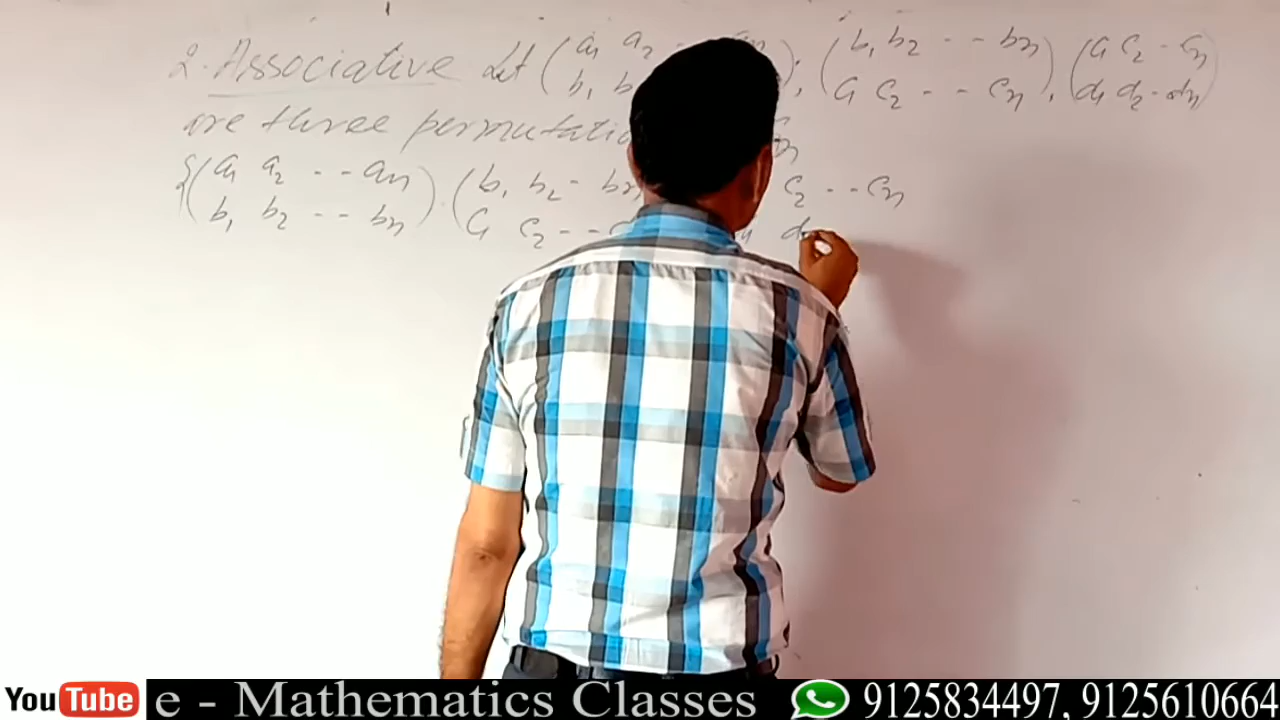 2. Associative Let (a1 a2 ; (b1 b2 - - bn) , (c1 c2 - cn)
(b1 b ; (c1 c2 - - cn) , (d1 d2 - dn)
are three permutatio
{(a1 a2 - - an) . (b1 b2 - bn c2 - - cn
(b1 b2 - - bn) . (c1 c2 - - d
YouTube e - Mathematics Classes 9125834497, 9125610664